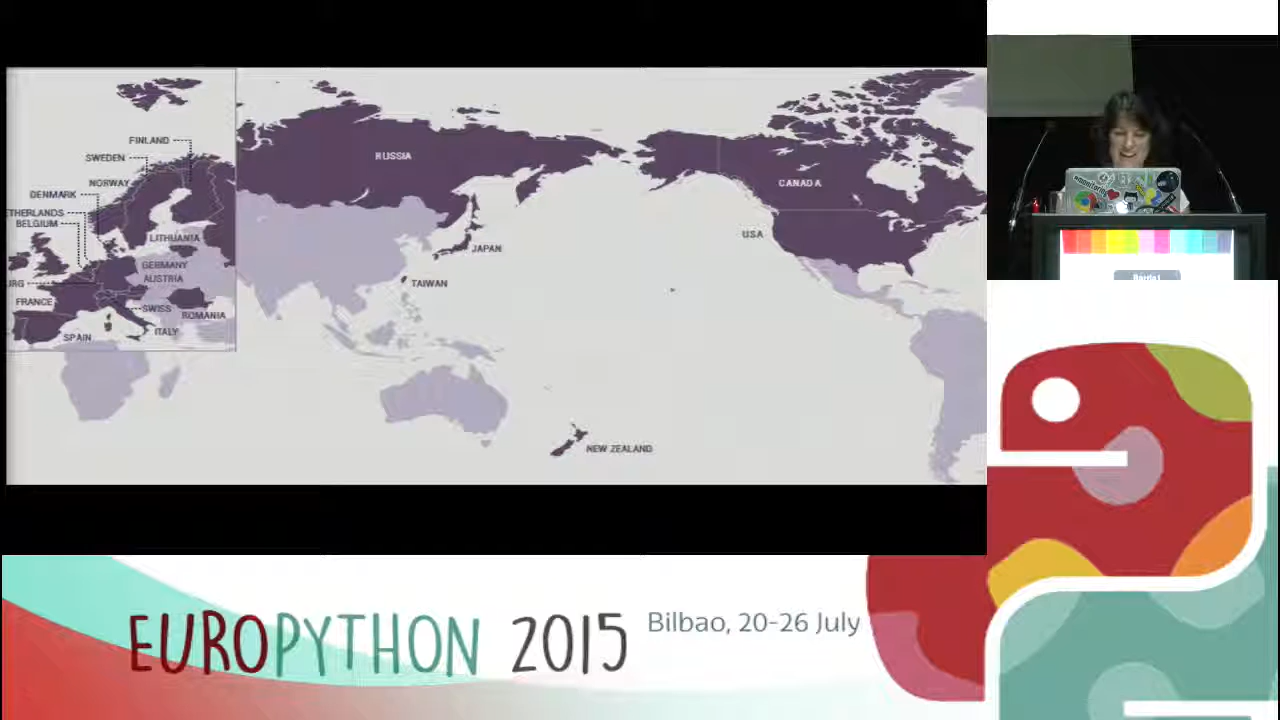 FINLAND
SWEDEN
RUSSIA
NORWAY
CANADA
DENMARK
ETHERLANDS
BELGIUM
USA
LITHUANIA
JAPAN
GERMANY
AUSTRIA
URG
TAIWAN
FRANCE
SWISS
ROMANIA
ITALY
SPAIN
NEW ZEALAND
EUROPYTHON 2015
Bilbao, 20-26 July